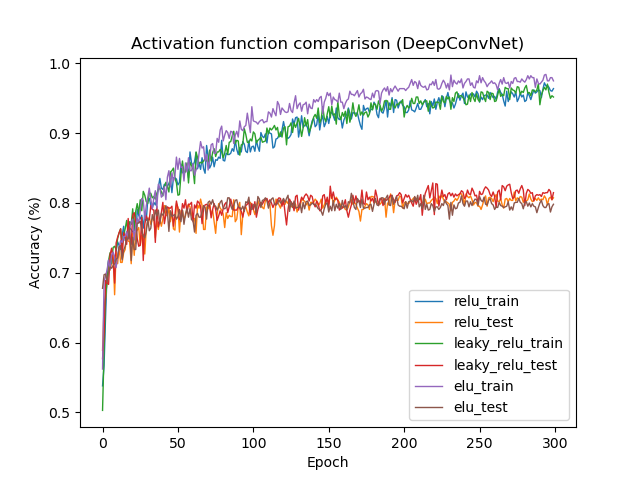 Activation function comparison (DeepConvNet)
1.0
0.9
0.8
0.7
0.6
0.5
Accuracy (%)
relu_train
relu_test
leaky_relu_train
leaky_relu_test
elu_train
elu_test
0 50 100 150 200 250 300
Epoch